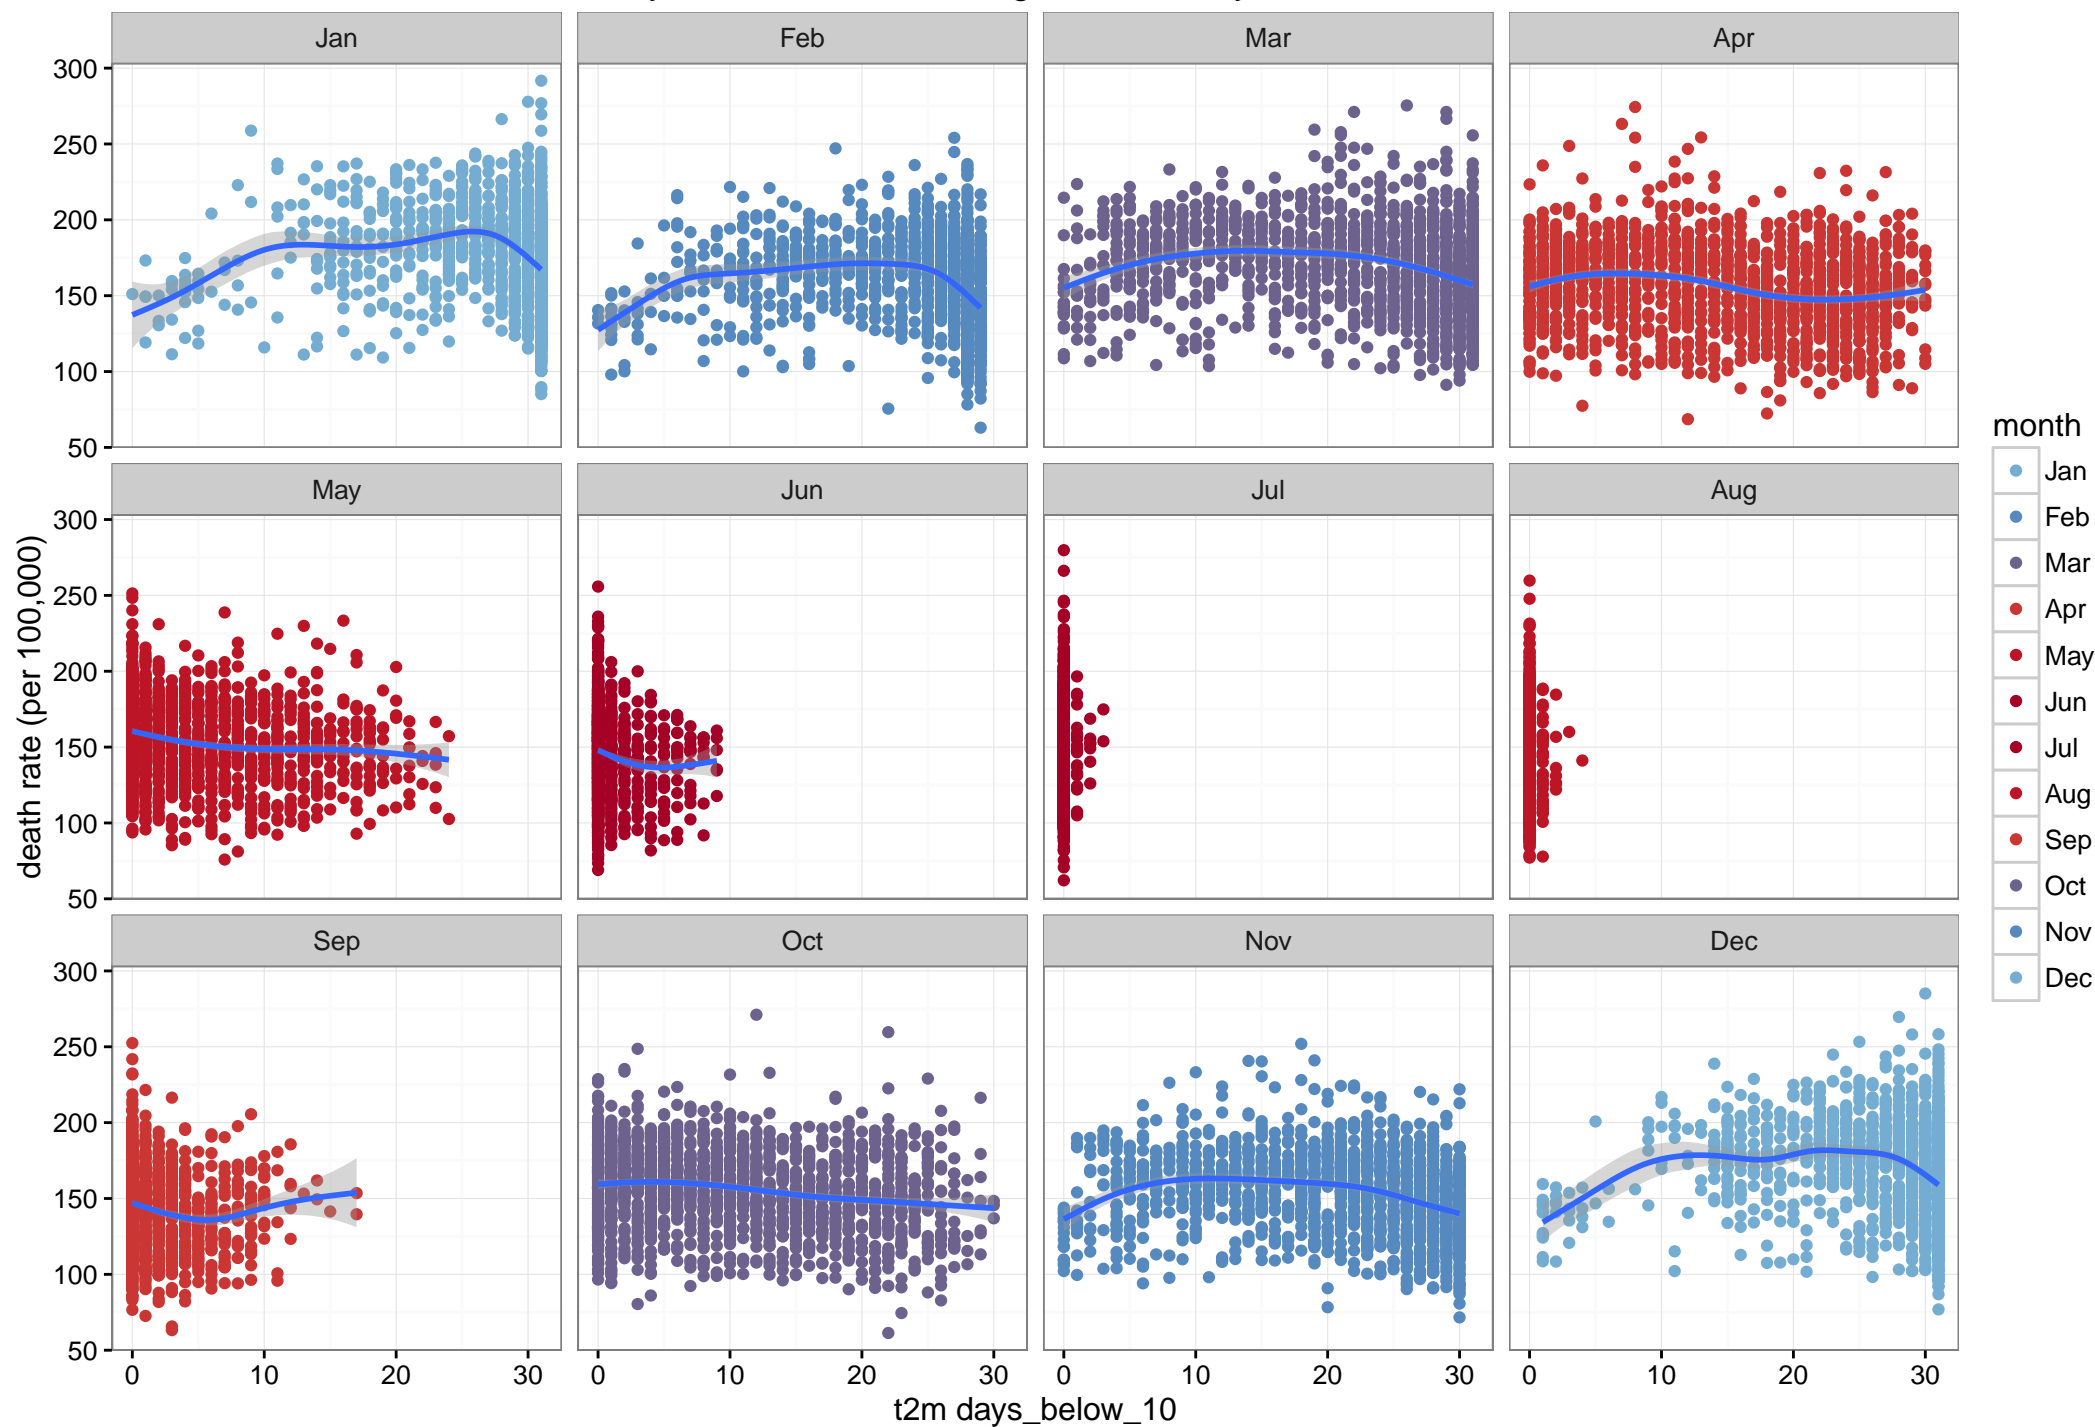 Jan Feb Mar Apr
300
250
200
150
100
50
May Jun Jul Aug
300
250
200
150
100
50
Sep Oct Nov Dec
300
250
200
150
100
50
0 10 20 30 0 10 20 30 0 10 20 30 0 10 20 30
t2m days_below_10
death rate (per 100,000)
month
Jan
Feb
Mar
Apr
May
Jun
Jul
Aug
Sep
Oct
Nov
Dec